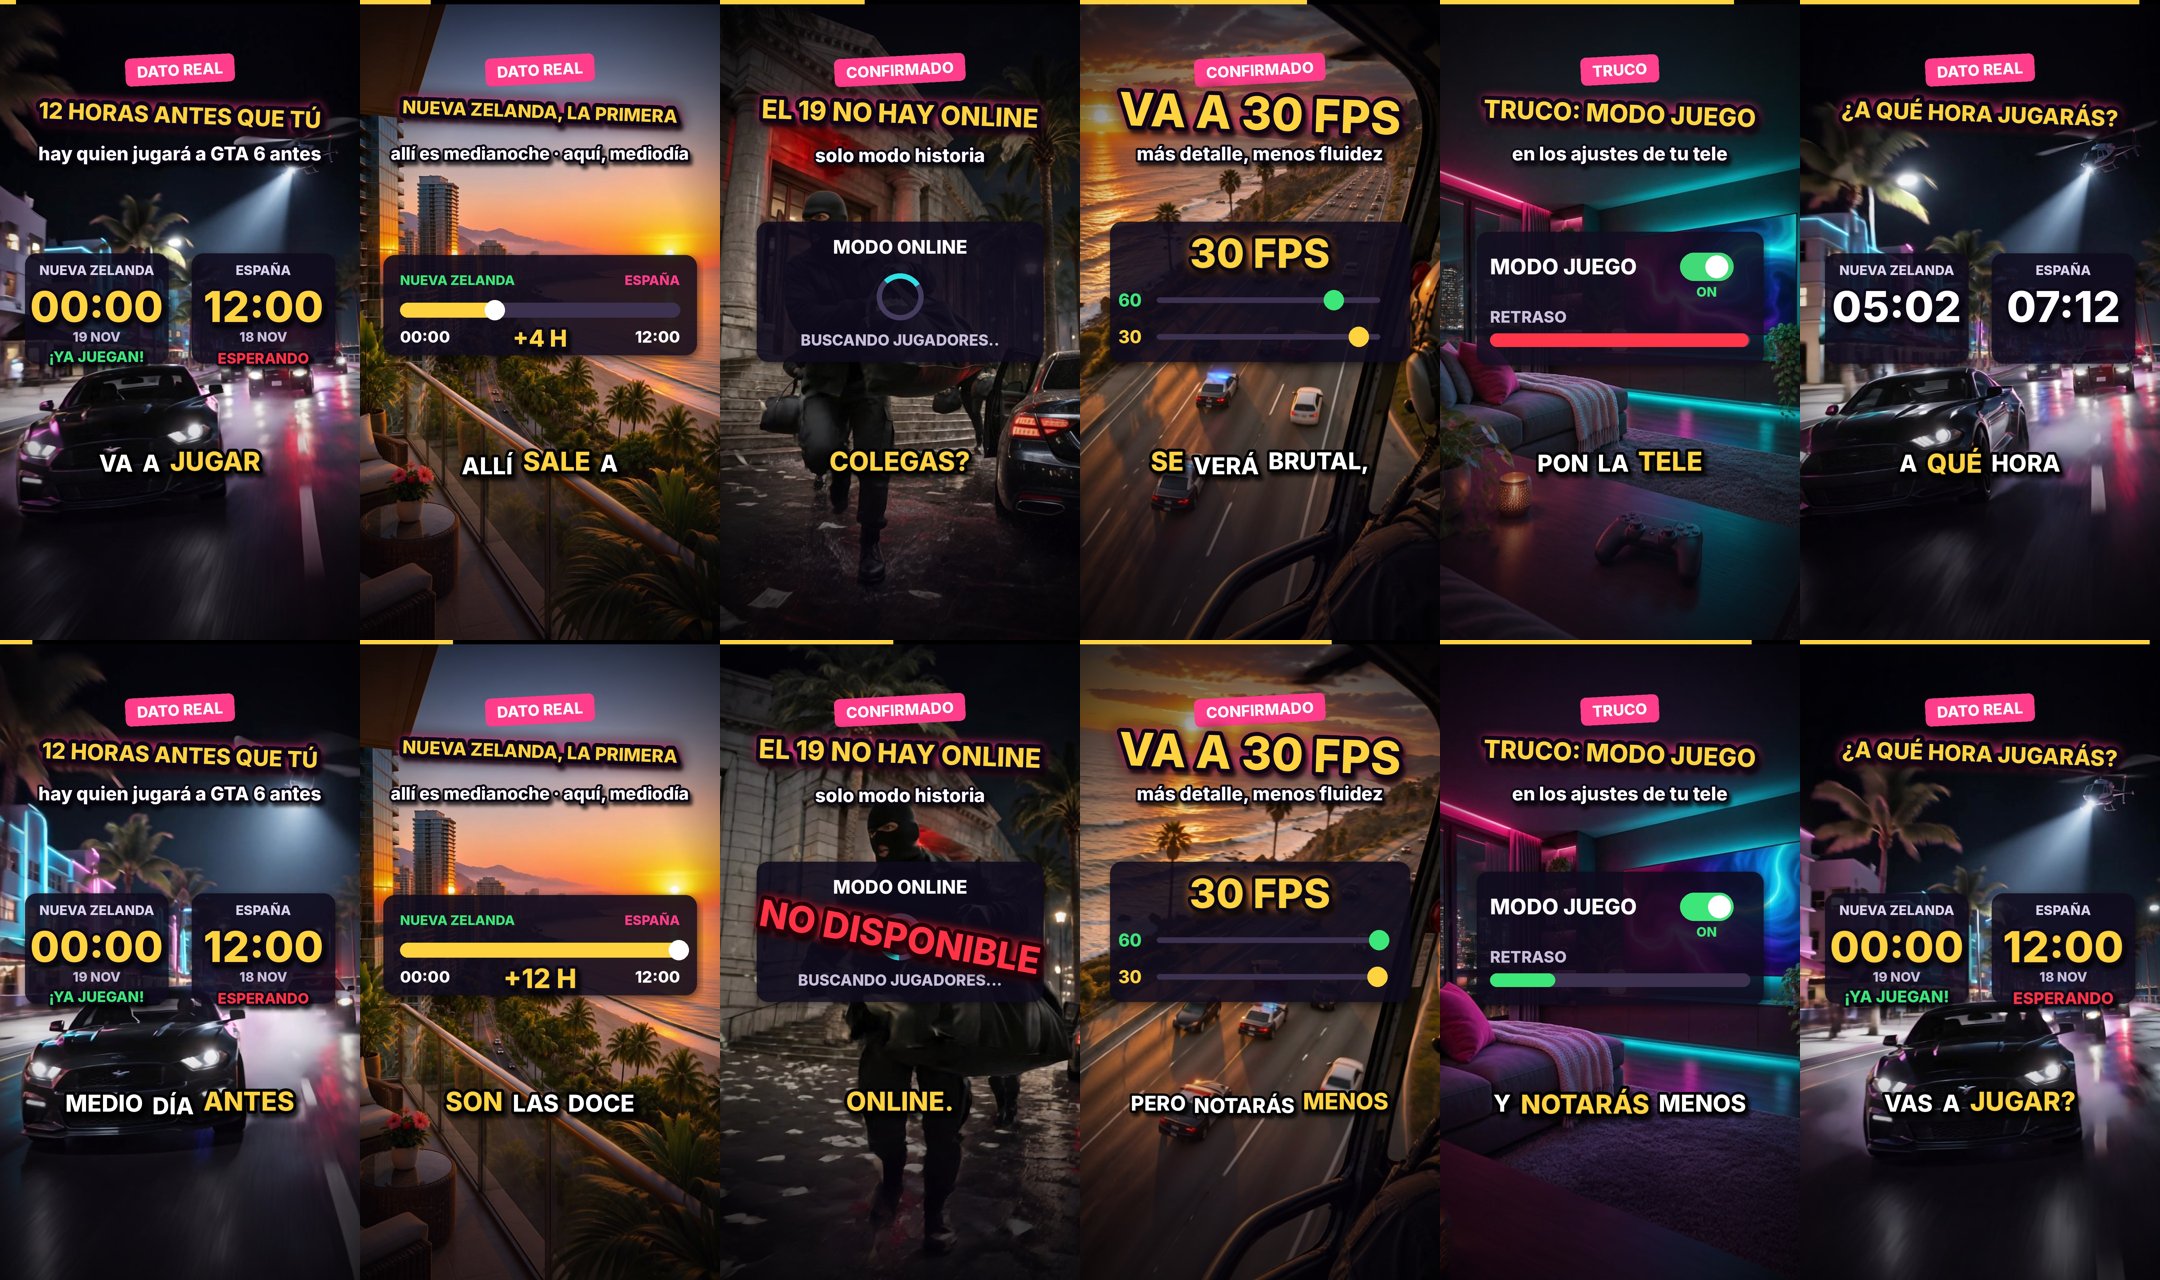 DATO REAL
12 HORAS ANTES QUE TÚ
hay quien jugará a GTA 6 antes
NUEVA ZELANDA
00:00
19 NOV
¡YA JUEGAN!
ESPAÑA
12:00
18 NOV
ESPERANDO
VA A JUGAR
DATO REAL
NUEVA ZELANDA, LA PRIMERA
allí es medianoche · aquí, mediodía
NUEVA ZELANDA ESPAÑA
00:00 +4 H 12:00
ALLÍ SALE A
CONFIRMADO
EL 19 NO HAY ONLINE
solo modo historia
MODO ONLINE
BUSCANDO JUGADORES..
COLEGAS?
CONFIRMADO
VA A 30 FPS
más detalle, menos fluidez
30 FPS
60
30
SE VERÁ BRUTAL,
TRUCO
TRUCO: MODO JUEGO
en los ajustes de tu tele
MODO JUEGO
ON
RETRASO
PON LA TELE
DATO REAL
¿A QUÉ HORA JUGARÁS?
NUEVA ZELANDA
05:02
ESPAÑA
07:12
A QUÉ HORA
DATO REAL
12 HORAS ANTES QUE TÚ
hay quien jugará a GTA 6 antes
NUEVA ZELANDA
00:00
19 NOV
¡YA JUEGAN!
ESPAÑA
12:00
18 NOV
ESPERANDO
MEDIO DÍA ANTES
DATO REAL
NUEVA ZELANDA, LA PRIMERA
allí es medianoche · aquí, mediodía
NUEVA ZELANDA ESPAÑA
00:00 +12 H 12:00
SON LAS DOCE
CONFIRMADO
EL 19 NO HAY ONLINE
solo modo historia
MODO ONLINE
NO DISPONIBLE
BUSCANDO JUGADORES...
ONLINE.
CONFIRMADO
VA A 30 FPS
más detalle, menos fluidez
30 FPS
60
30
PERO NOTARÁS MENOS
TRUCO
TRUCO: MODO JUEGO
en los ajustes de tu tele
MODO JUEGO
ON
RETRASO
Y NOTARÁS MENOS
DATO REAL
¿A QUÉ HORA JUGARÁS?
NUEVA ZELANDA
00:00
19 NOV
¡YA JUEGAN!
ESPAÑA
12:00
18 NOV
ESPERANDO
VAS A JUGAR?